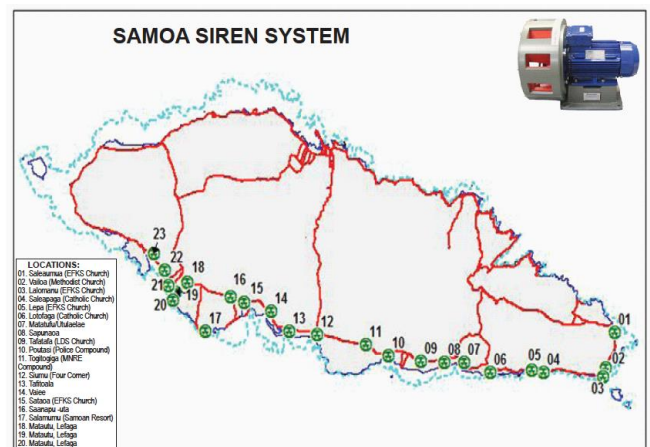 SAMOA SIREN SYSTEM
23
22
21
18
19
20
16
15
14
17
13
12
11
10
09
08
07
06
05
04
01
02
03
LOCATIONS:
01. Saleaumua (EFKS Church)
02. Vailoa (Methodist Church)
03. Lalomanu (EFKS Church)
04. Saleapaga (Catholic Church)
05. Lepa (EFKS Church)
06. Lotofaga (Catholic Church)
07. Matatufu/Utulaelae
08. Sapunaoa
09. Tafatafa (LDS Church)
10. Poutasi (Police Compound)
11. Togitogiga (MNRE
Compound)
12. Siumu (Four Corner)
13. Tafitoala
14. Vaiee
15. Sataoa (EFKS Church)
16. Saanapu -uta
17. Salamumu (Samoan Resort)
18. Matautu, Lefaga
19. Matautu, Lefaga
20. Matautu, Lefaga